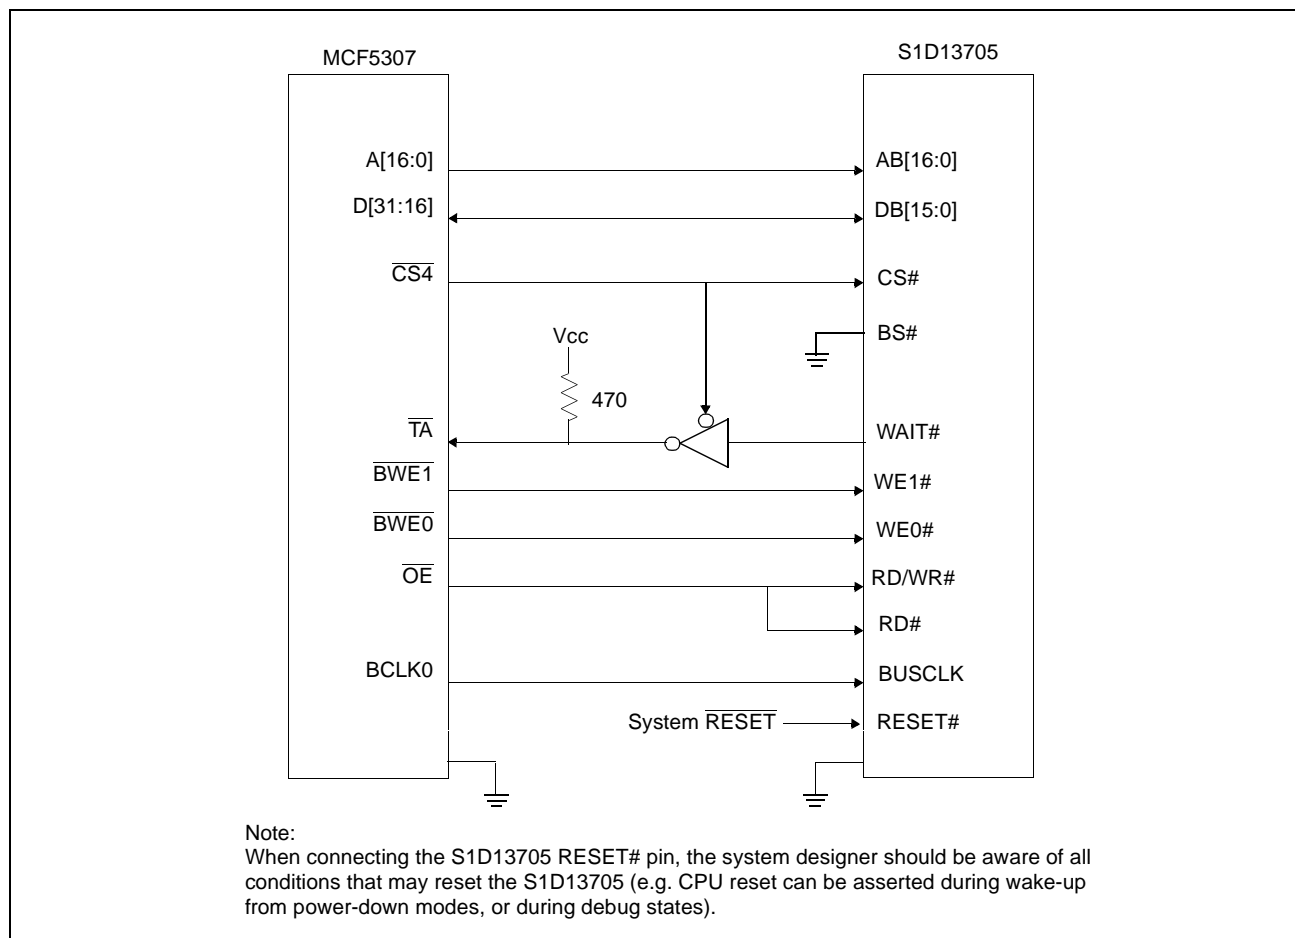 MCF5307
S1D13705
A[16:0]
AB[16:0]
D[31:16]
DB[15:0]
CS4
CS#
BS#
Vcc
470
TA
WAIT#
BWE1
WE1#
BWE0
WE0#
OE
RD/WR#
RD#
BCLK0
BUSCLK
System RESET
RESET#
Note:
When connecting the S1D13705 RESET# pin, the system designer should be aware of all
conditions that may reset the S1D13705 (e.g. CPU reset can be asserted during wake-up
from power-down modes, or during debug states).